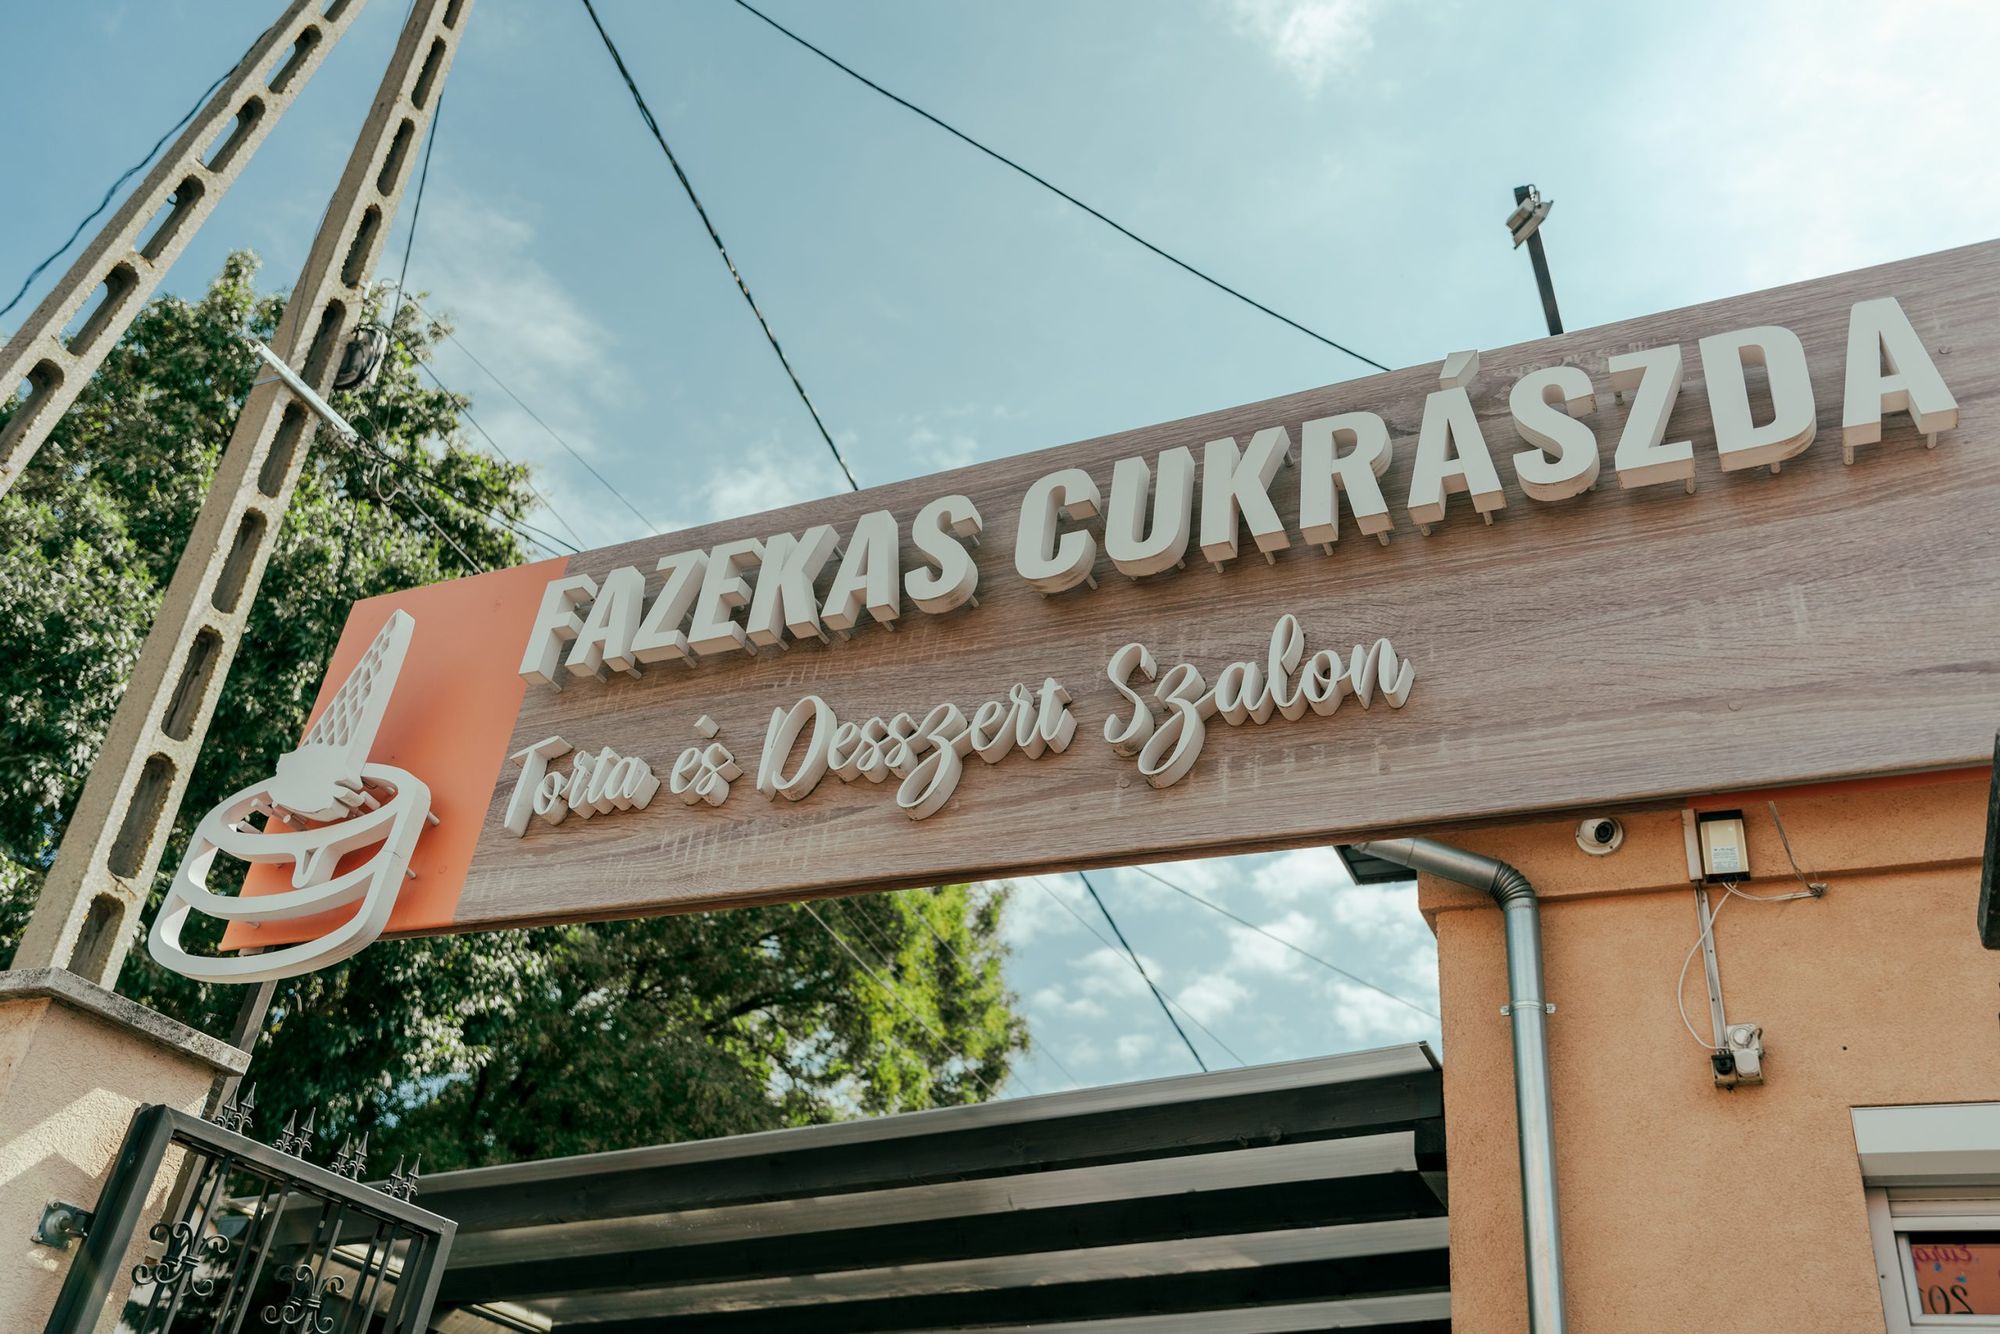 FAZEKAS CUKRÁSZDA
Torta és Desszert Szalon